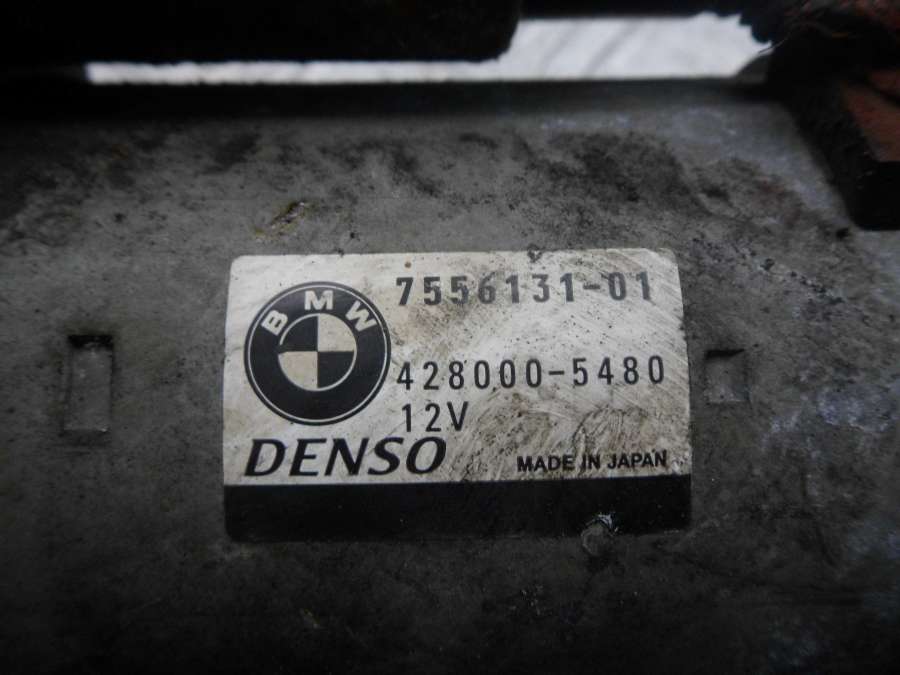 BMW
7556131-01
428000-5480
12V
DENSO
MADE IN JAPAN